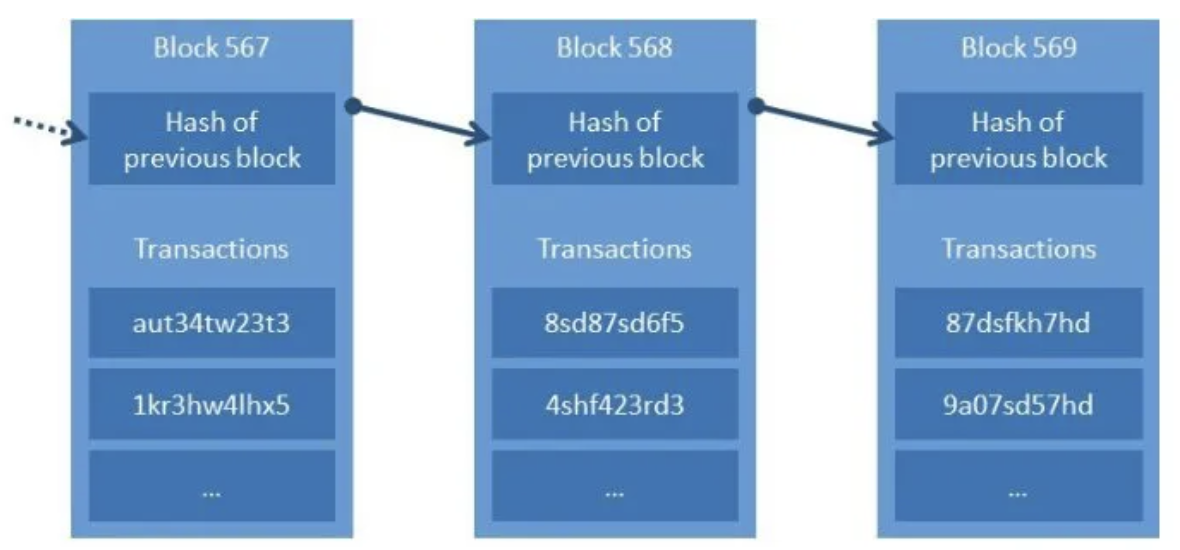 Block 567
Hash of
previous block
Transactions
aut34tw23t3
1kr3hw4lhx5
...
Block 568
Hash of
previous block
Transactions
8sd87sd6f5
4shf423rd3
...
Block 569
Hash of
previous block
Transactions
87dsfkh7hd
9a07sd57hd
...